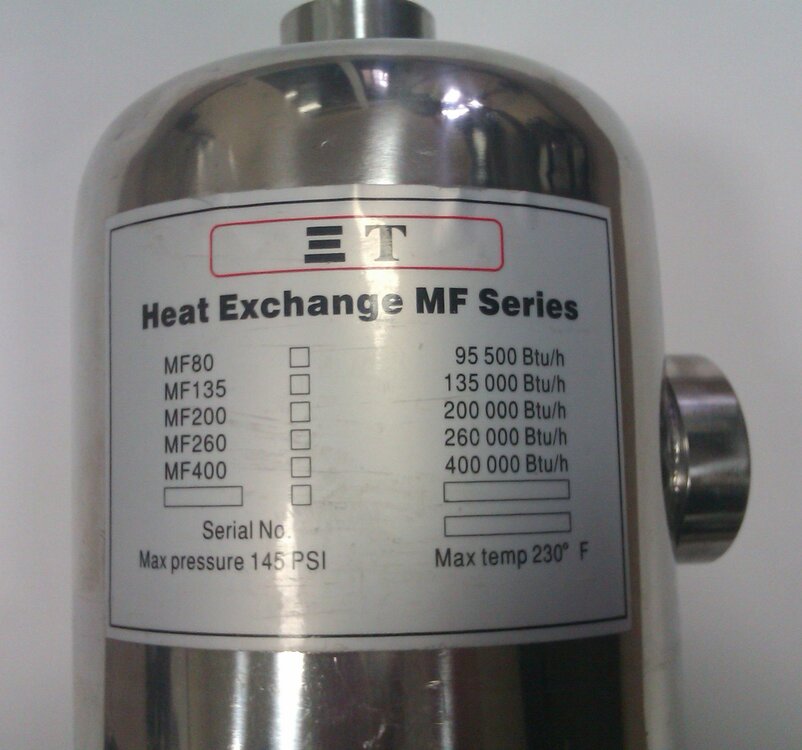 ΞT
Heat Exchange MF Series
MF80 95 500 Btu/h
MF135 135 000 Btu/h
MF200 200 000 Btu/h
MF260 260 000 Btu/h
MF400 400 000 Btu/h
Serial No.
Max pressure 145 PSI Max temp 230° F